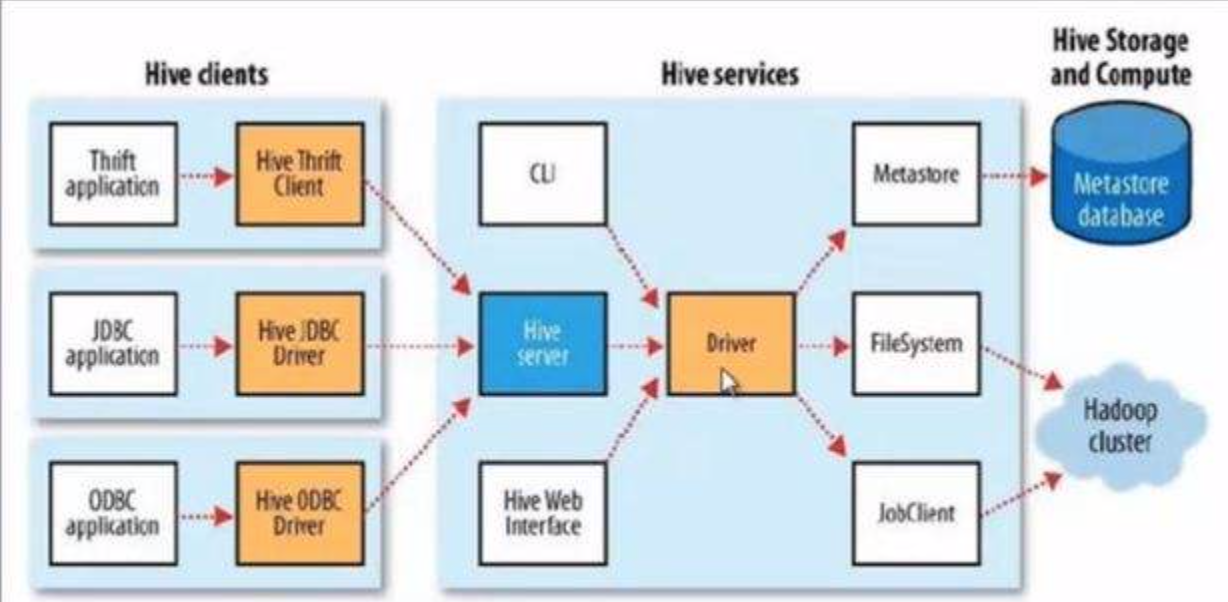 Hive clients
Hive services
Hive Storage
and Compute
Thrift
application
Hive Thrift
Client
CLI
Metastore
Metastore
database
JDBC
application
Hive JDBC
Driver
Hive
server
Driver
FileSystem
Hadoop
cluster
ODBC
application
Hive ODBC
Driver
Hive Web
Interface
JobClient